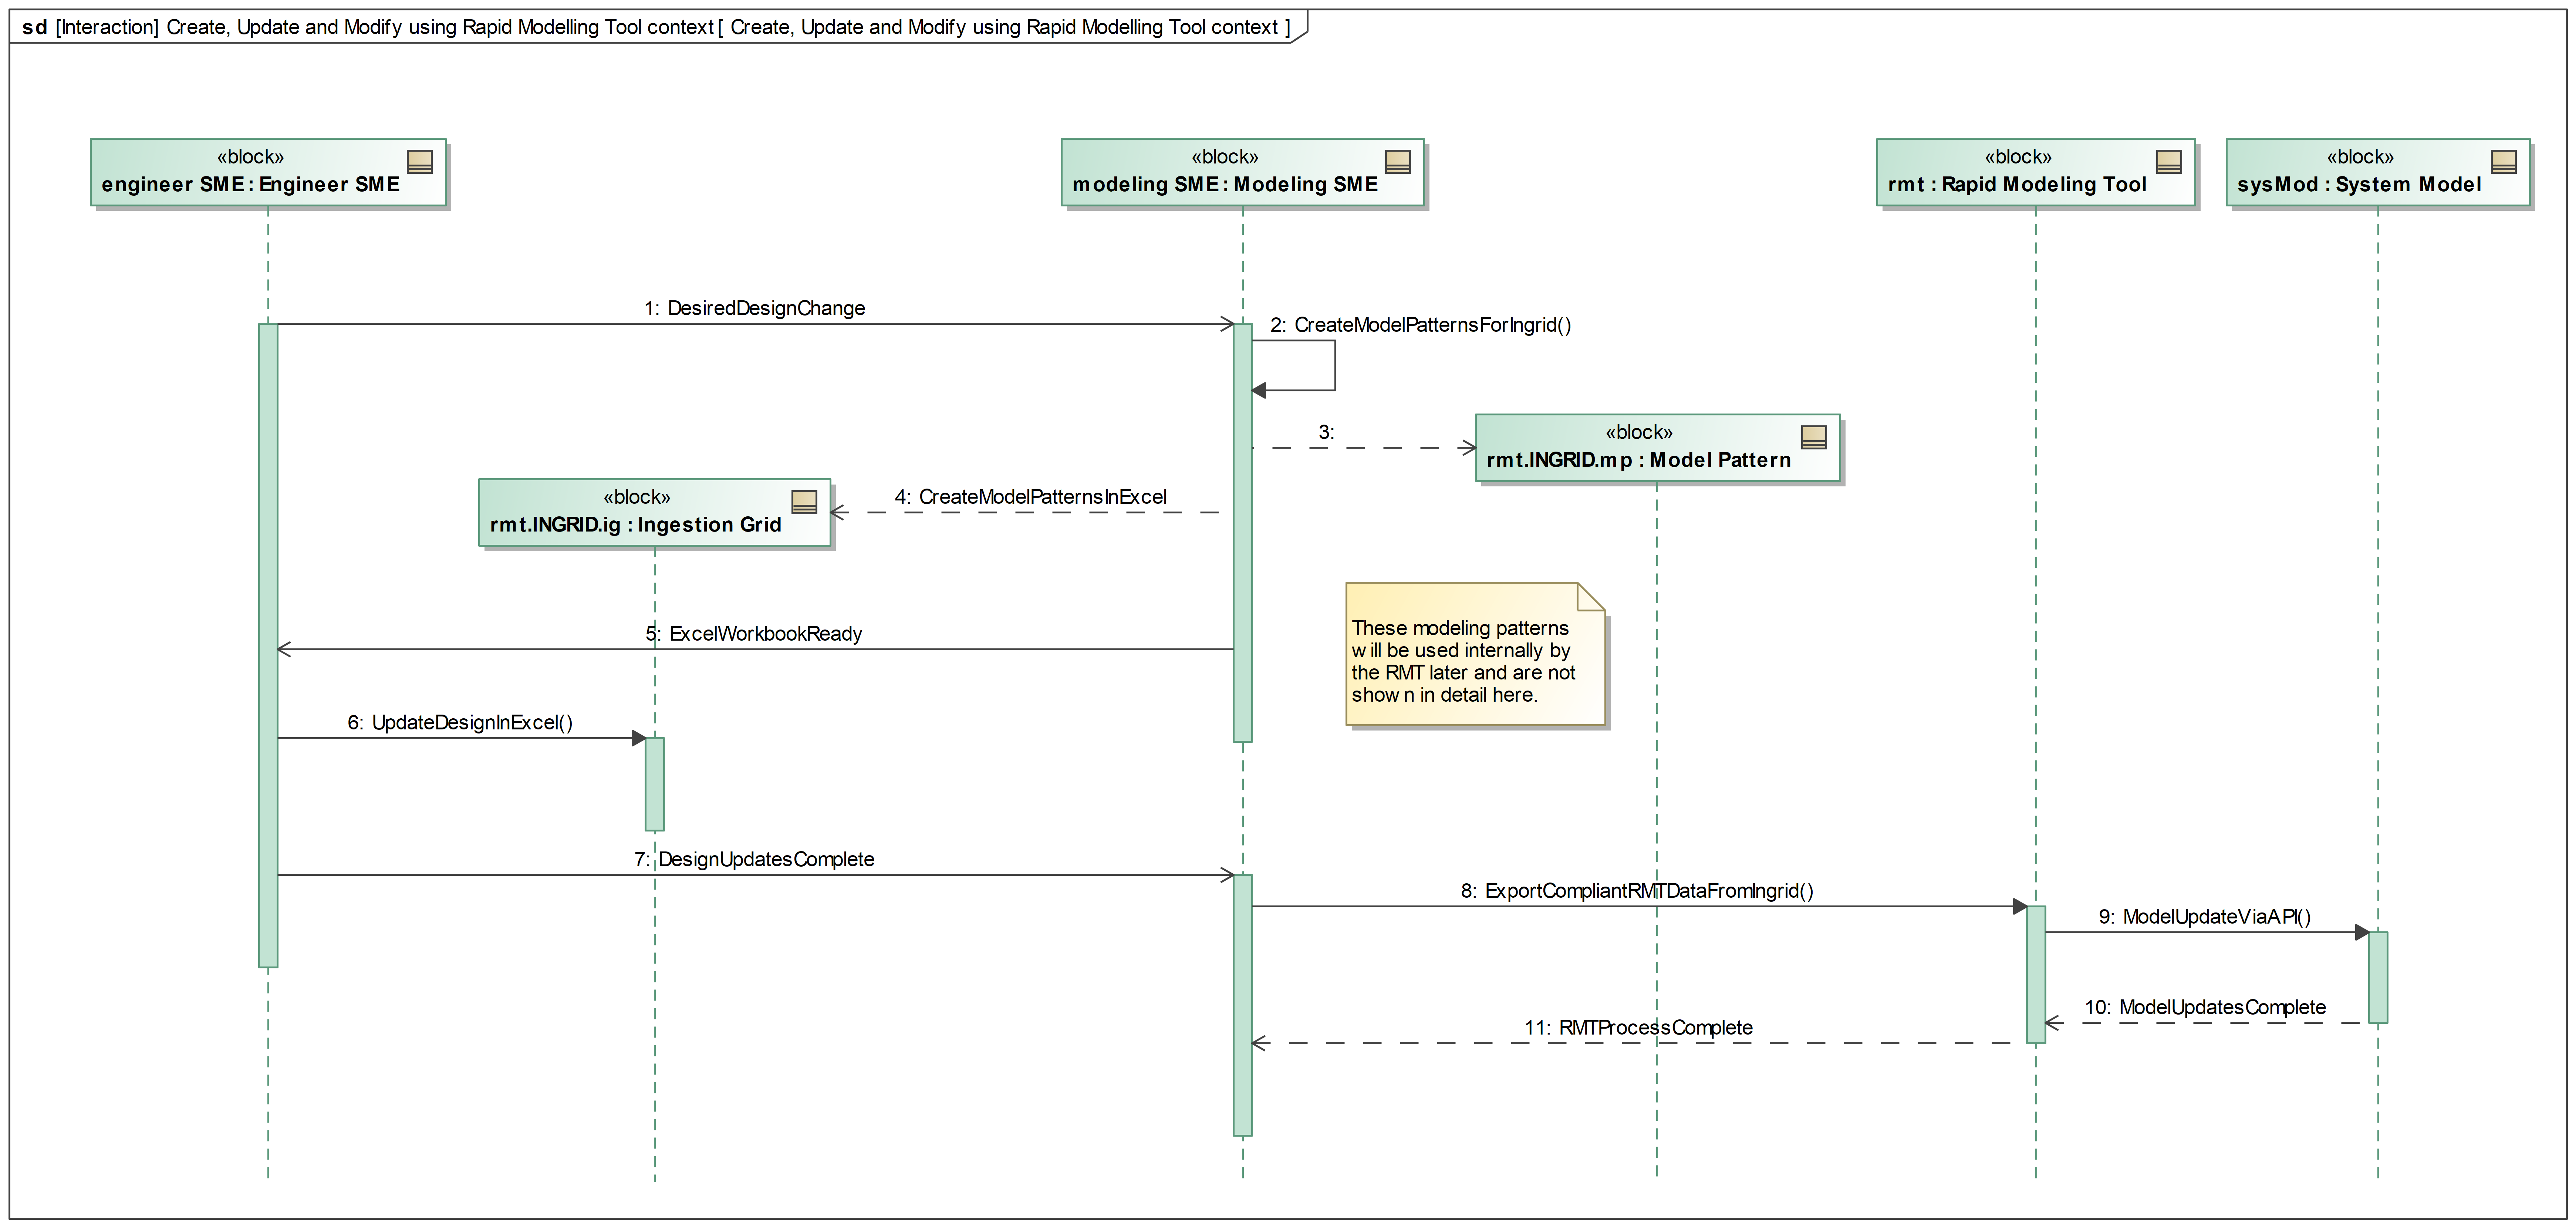 sd [Interaction] Create, Update and Modify using Rapid Modelling Tool context [ Create, Update and Modify using Rapid Modelling Tool context ]
«block»
engineer SME : Engineer SME
«block»
modeling SME : Modeling SME
«block»
rmt : Rapid Modeling Tool
«block»
sysMod : System Model
1: DesiredDesignChange
2: CreateModelPatternsForIngrid()
3:
«block»
rmt.INGRID.mp : Model Pattern
«block»
rmt.INGRID.ig : Ingestion Grid
4: CreateModelPatternsInExcel
These modeling patterns
will be used internally by
the RMT later and are not
shown in detail here.
5: ExcelWorkbookReady
6: UpdateDesignInExcel()
7: DesignUpdatesComplete
8: ExportCompliantRMTDataFromIngrid()
9: ModelUpdateViaAPI()
10: ModelUpdatesComplete
11: RMTProcessComplete